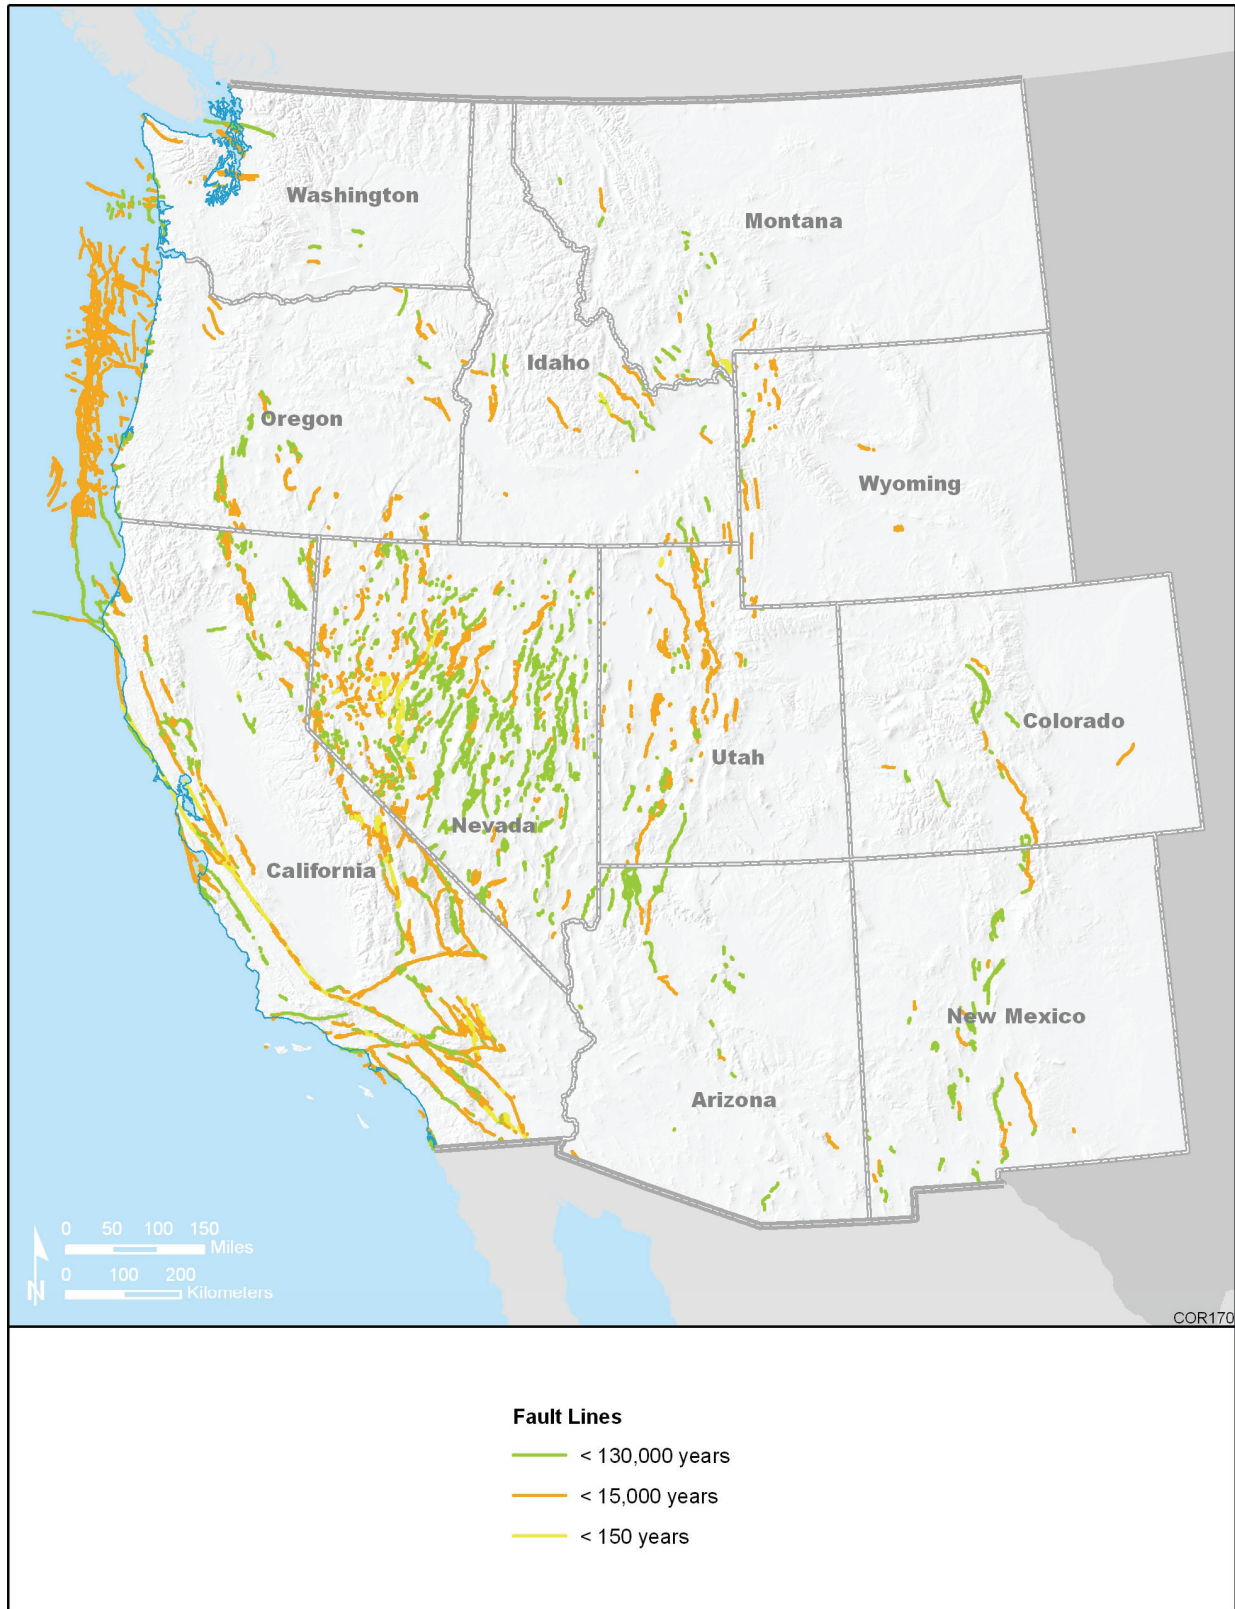 Washington
Montana
Idaho
Oregon
Wyoming
Colorado
Utah
Nevada
California
New Mexico
Arizona
0 50 100 150
Miles
0 100 200
Kilometers
N
COR170
Fault Lines
< 130,000 years
< 15,000 years
< 150 years